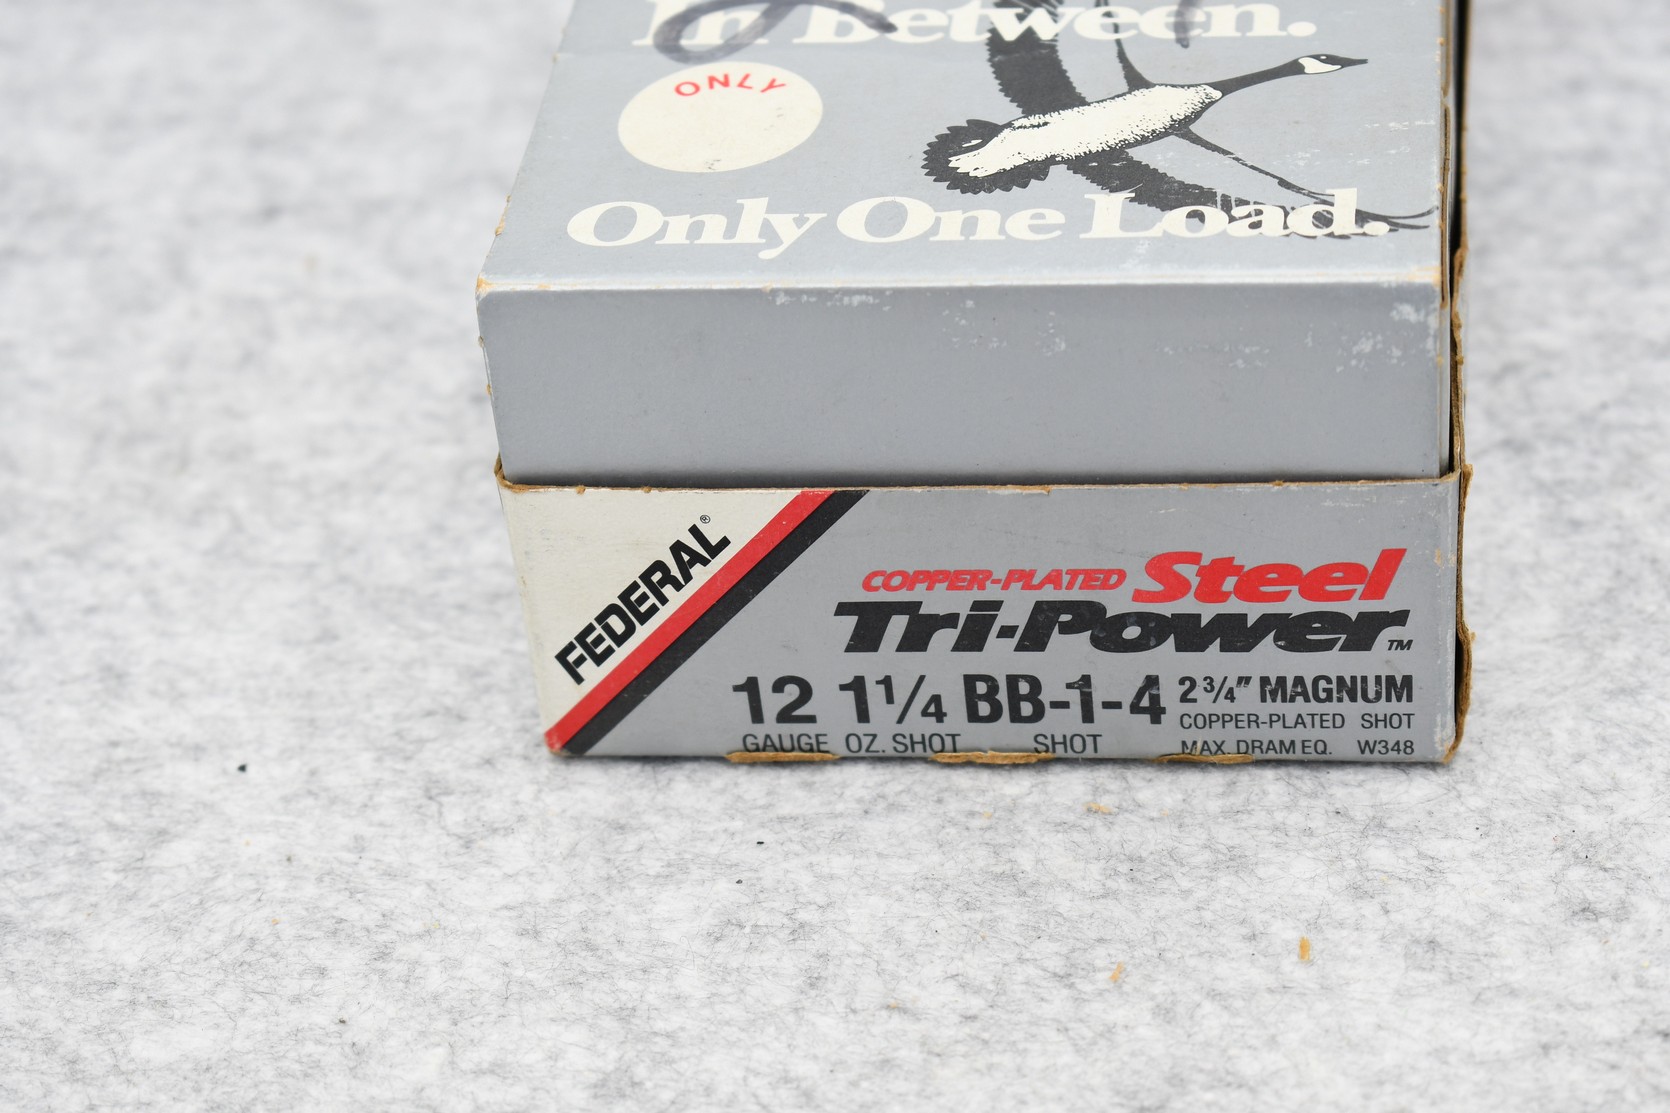 In Between.
ONLY
Only One Load.
FEDERAL®
COPPER-PLATED Steel
Tri-Power™
12 1¼ BB-1-4 2¾" MAGNUM
COPPER-PLATED SHOT
GAUGE OZ. SHOT SHOT MAX. DRAM EQ. W348